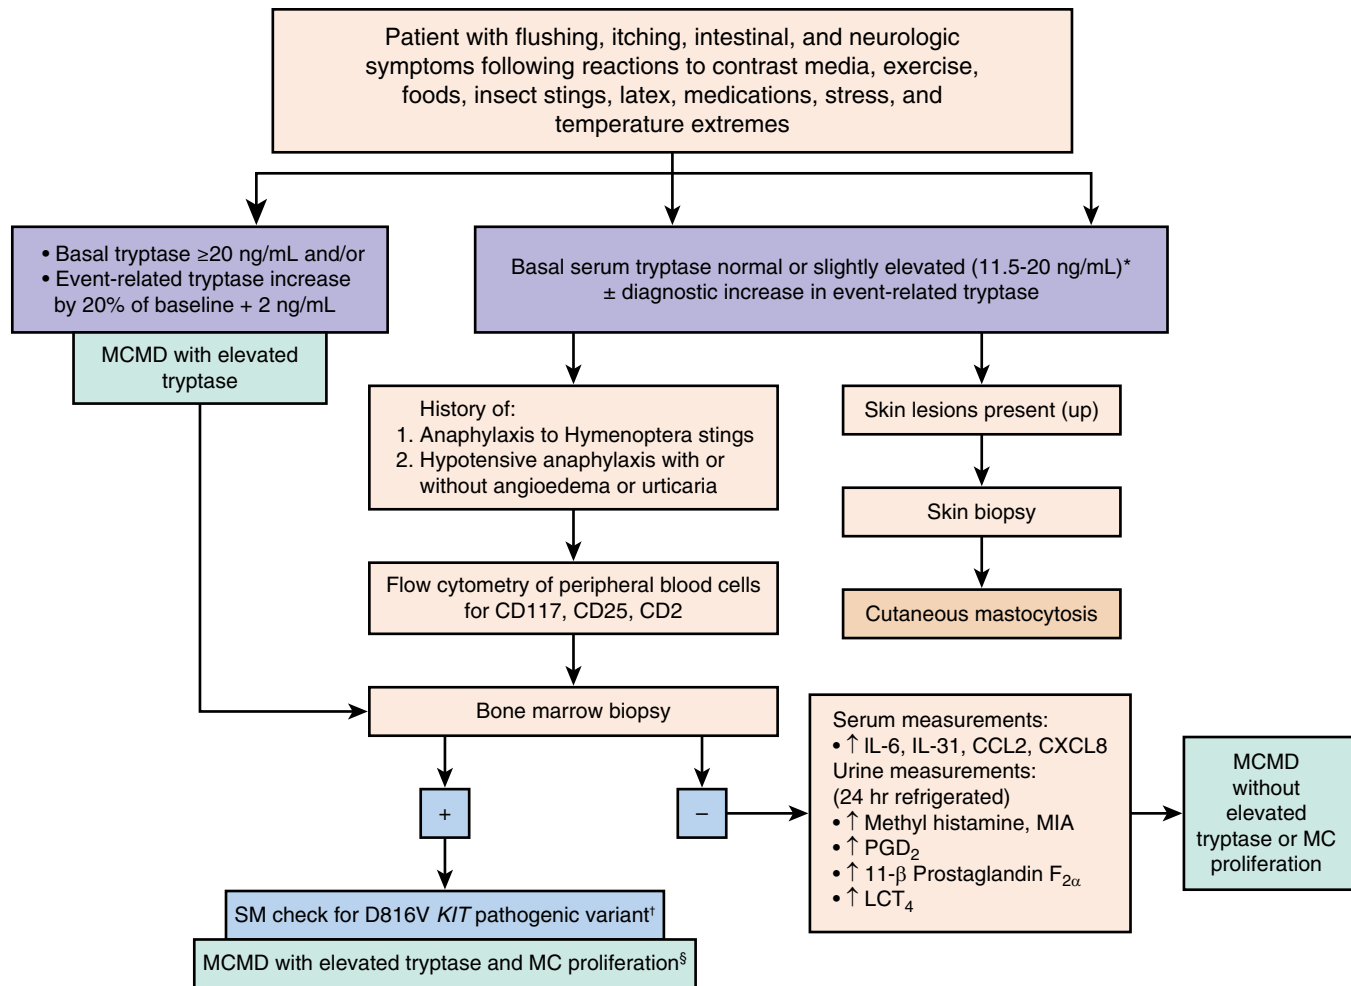 Patient with flushing, itching, intestinal, and neurologic
symptoms following reactions to contrast media, exercise,
foods, insect stings, latex, medications, stress, and
temperature extremes
• Basal tryptase ≥20 ng/mL and/or
• Event-related tryptase increase
by 20% of baseline + 2 ng/mL
MCMD with elevated
tryptase
Basal serum tryptase normal or slightly elevated (11.5-20 ng/mL)*
± diagnostic increase in event-related tryptase
History of:
1. Anaphylaxis to Hymenoptera stings
2. Hypotensive anaphylaxis with or
without angioedema or urticaria
Skin lesions present (up)
Skin biopsy
Flow cytometry of peripheral blood cells
for CD117, CD25, CD2
Cutaneous mastocytosis
Bone marrow biopsy
+
−
Serum measurements:
• ↑ IL-6, IL-31, CCL2, CXCL8
Urine measurements:
(24 hr refrigerated)
• ↑ Methyl histamine, MIA
• ↑ PGD₂
• ↑ 11-β Prostaglandin F₂α
• ↑ LCT₄
MCMD
without
elevated
tryptase or MC
proliferation
SM check for D816V KIT pathogenic variant†
MCMD with elevated tryptase and MC proliferation§